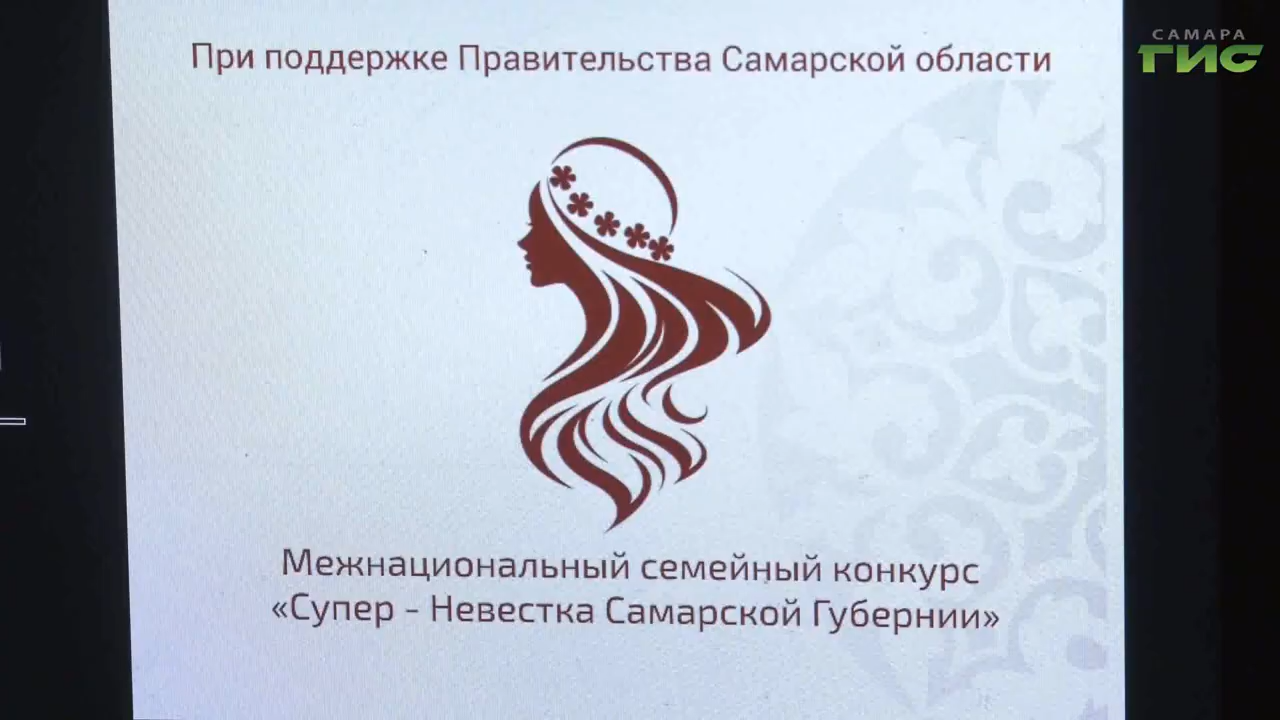 При поддержке Правительства Самарской области
САМАРА
ГИС
Межнациональный семейный конкурс
«Супер - Невестка Самарской Губернии»